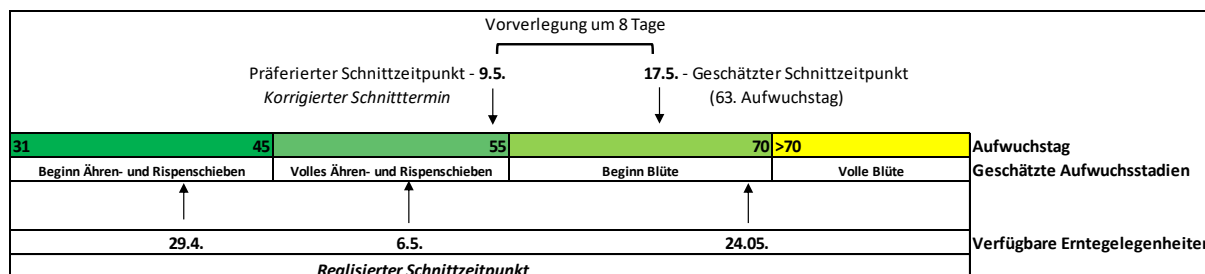 Vorverlegung um 8 Tage
Präferierter Schnittzeitpunkt - 9.5. 17.5. - Geschätzter Schnittzeitpunkt
Korrigierter Schnitttermin (63. Aufwuchstag)
31 45 55 70 >70 Aufwuchstag
Beginn Ähren- und Rispenschieben Volles Ähren- und Rispenschieben Beginn Blüte Volle Blüte Geschätzte Aufwuchsstadien
29.4. 6.5. 24.05. Verfügbare Erntegelegenheiten
Realisierter Schnittzeitpunkt